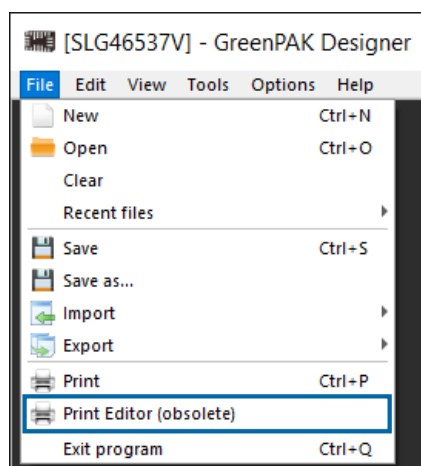 [SLG46537V] - GreenPAK Designer
File Edit View Tools Options Help
New Ctrl+N
Open Ctrl+O
Clear
Recent files
Save Ctrl+S
Save as...
Import
Export
Print Ctrl+P
Print Editor (obsolete)
Exit program Ctrl+Q